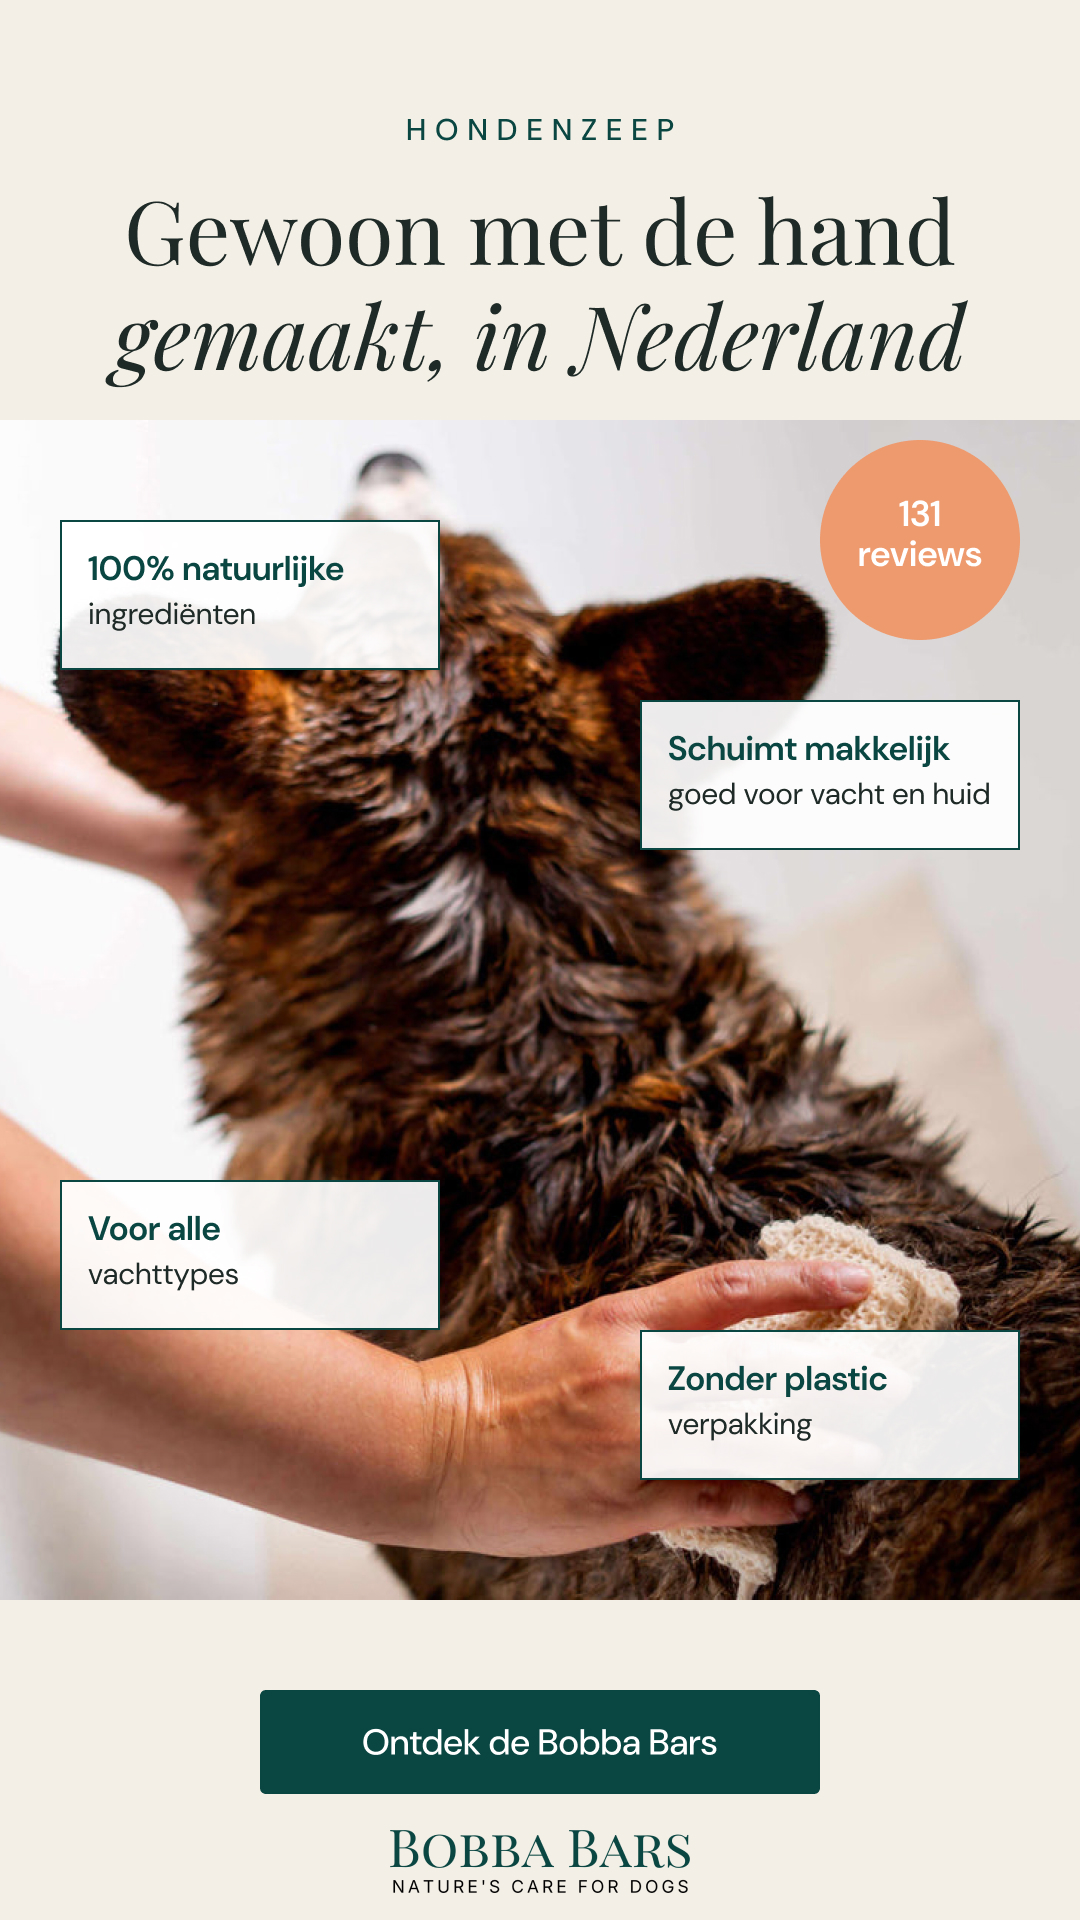 HONDENZEEP
Gewoon met de hand
gemaakt, in Nederland
131
reviews
100% natuurlijke
ingrediënten
Schuimt makkelijk
goed voor vacht en huid
Voor alle
vachttypes
Zonder plastic
verpakking
Ontdek de Bobba Bars
BOBBA BARS
NATURE'S CARE FOR DOGS